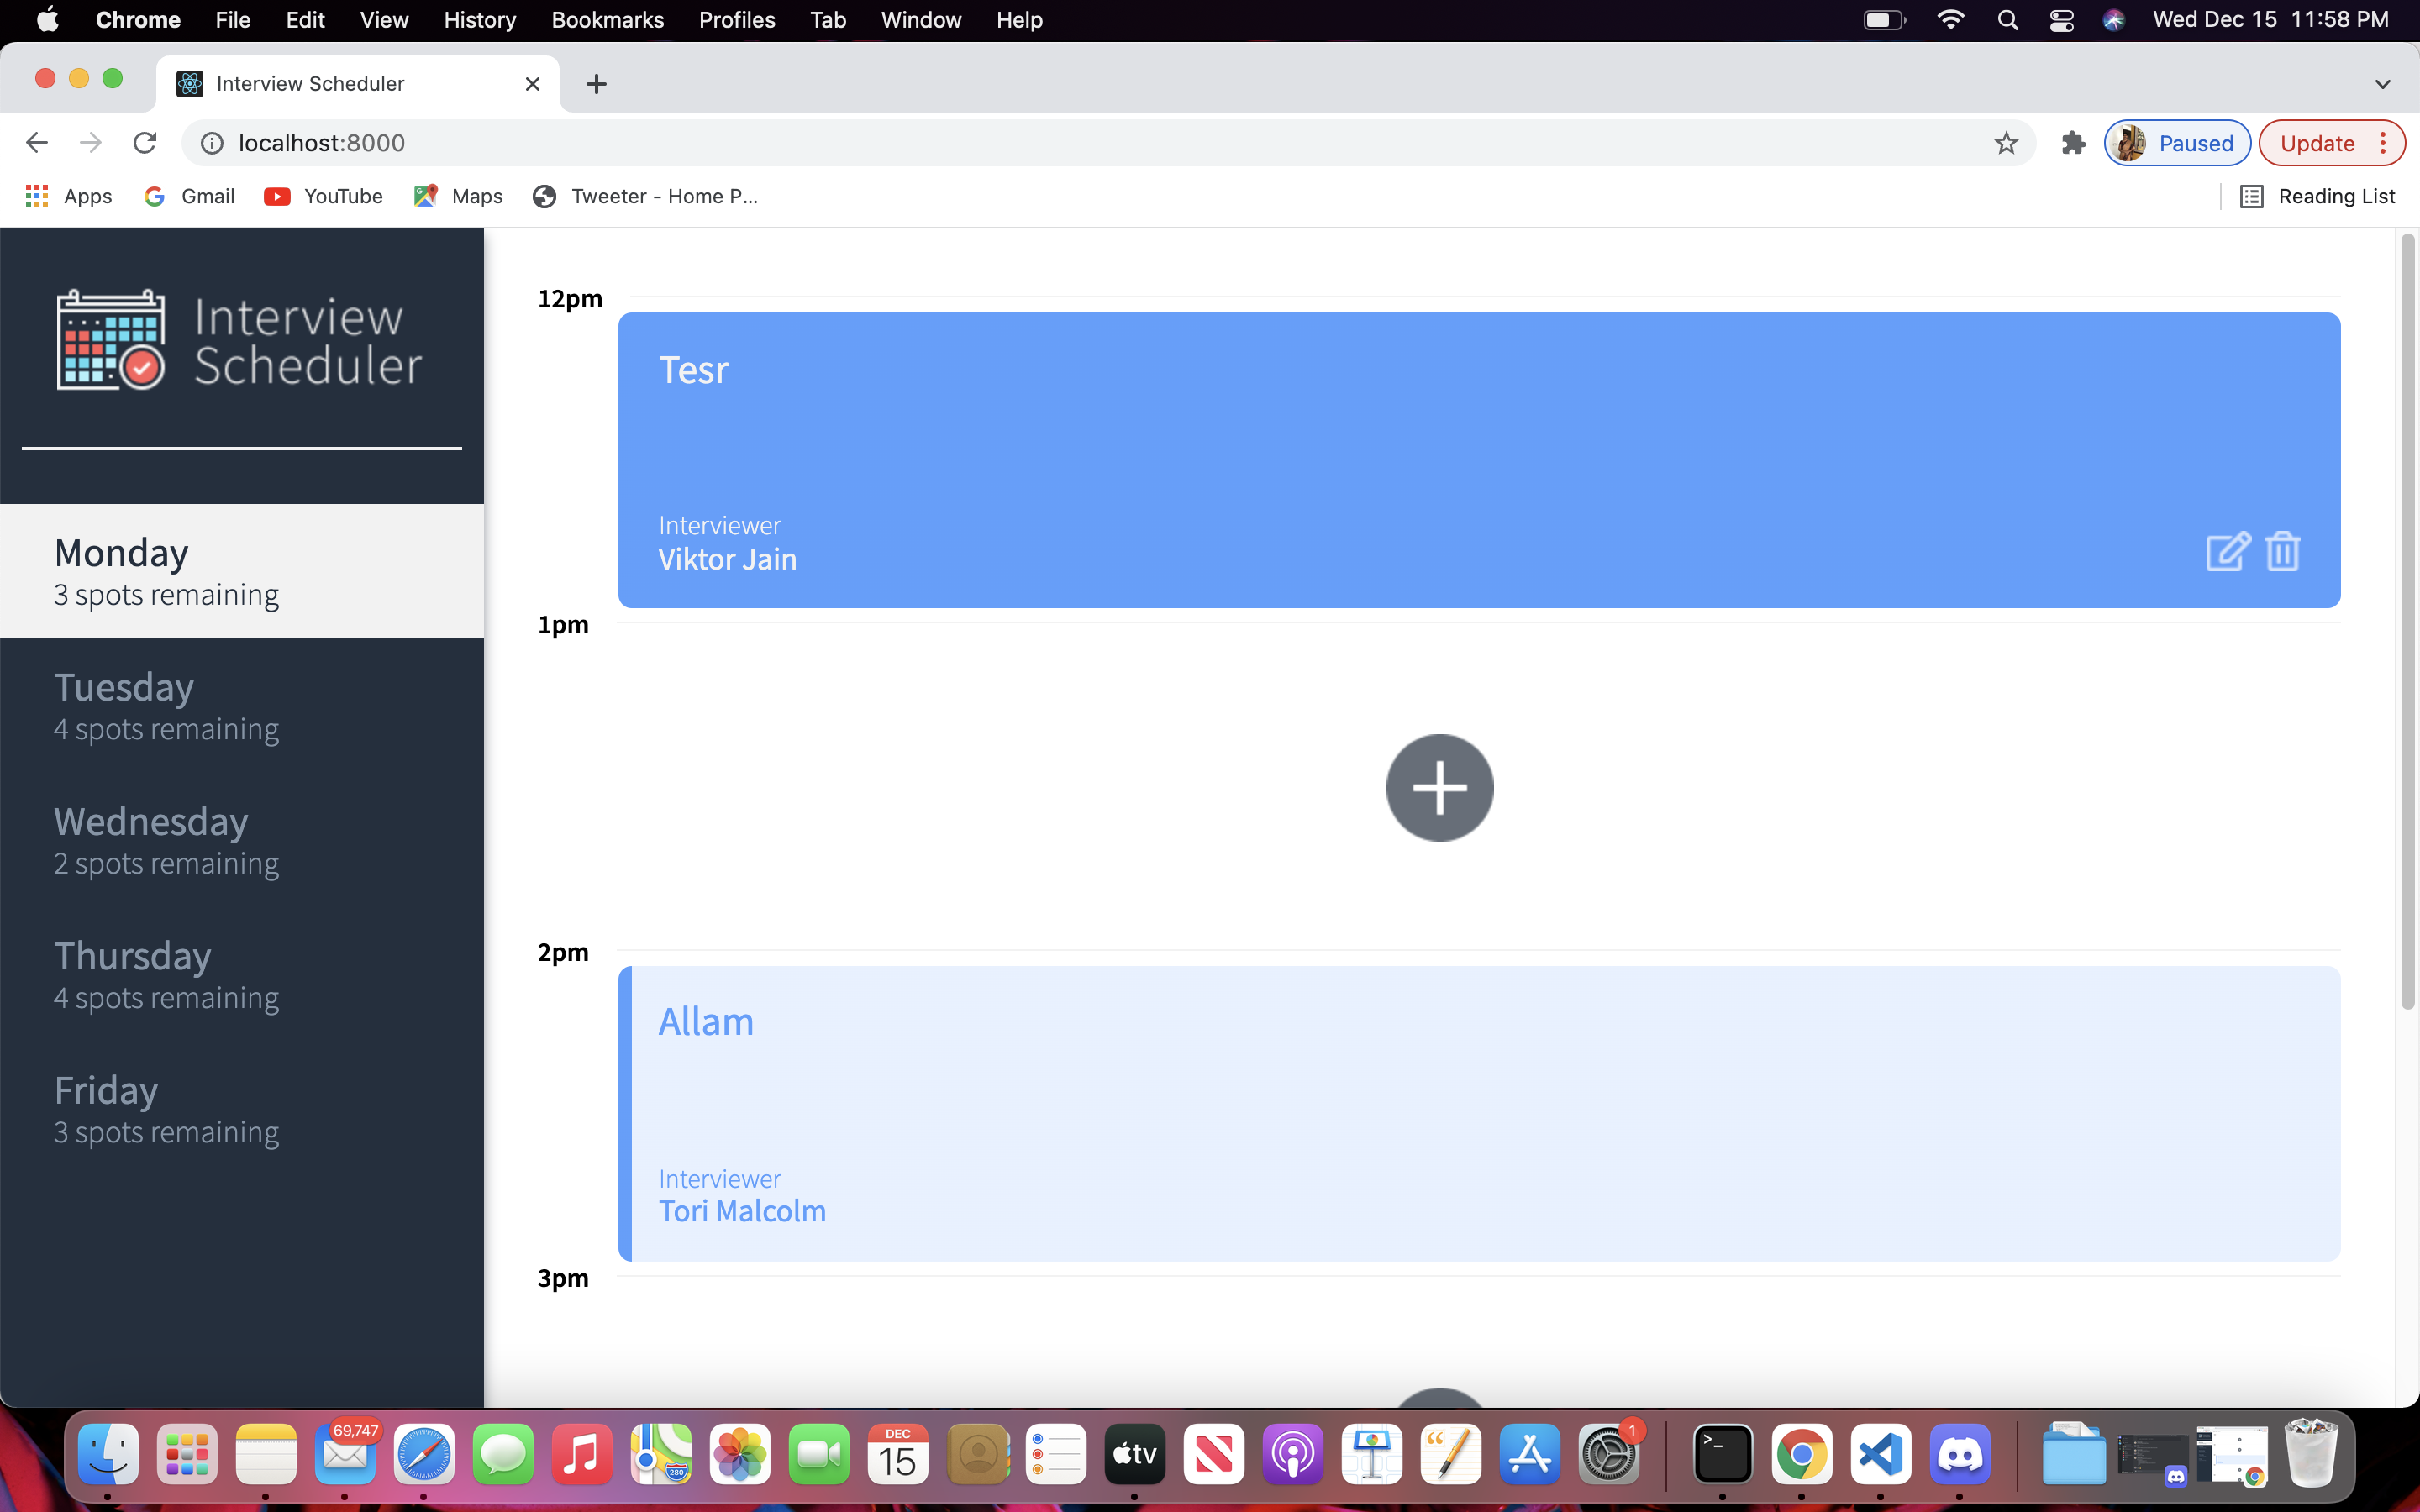 Chrome File Edit View History Bookmarks Profiles Tab Window Help Wed Dec 15 11:58 PM
Interview Scheduler
localhost:8000 Paused Update
Apps Gmail YouTube Maps Tweeter - Home P... Reading List
Interview
Scheduler
Monday
3 spots remaining
Tuesday
4 spots remaining
Wednesday
2 spots remaining
Thursday
4 spots remaining
Friday
3 spots remaining
12pm
Tesr
Interviewer
Viktor Jain
1pm
2pm
Allam
Interviewer
Tori Malcolm
3pm
69,747
280
DEC
15
tv
1
>_